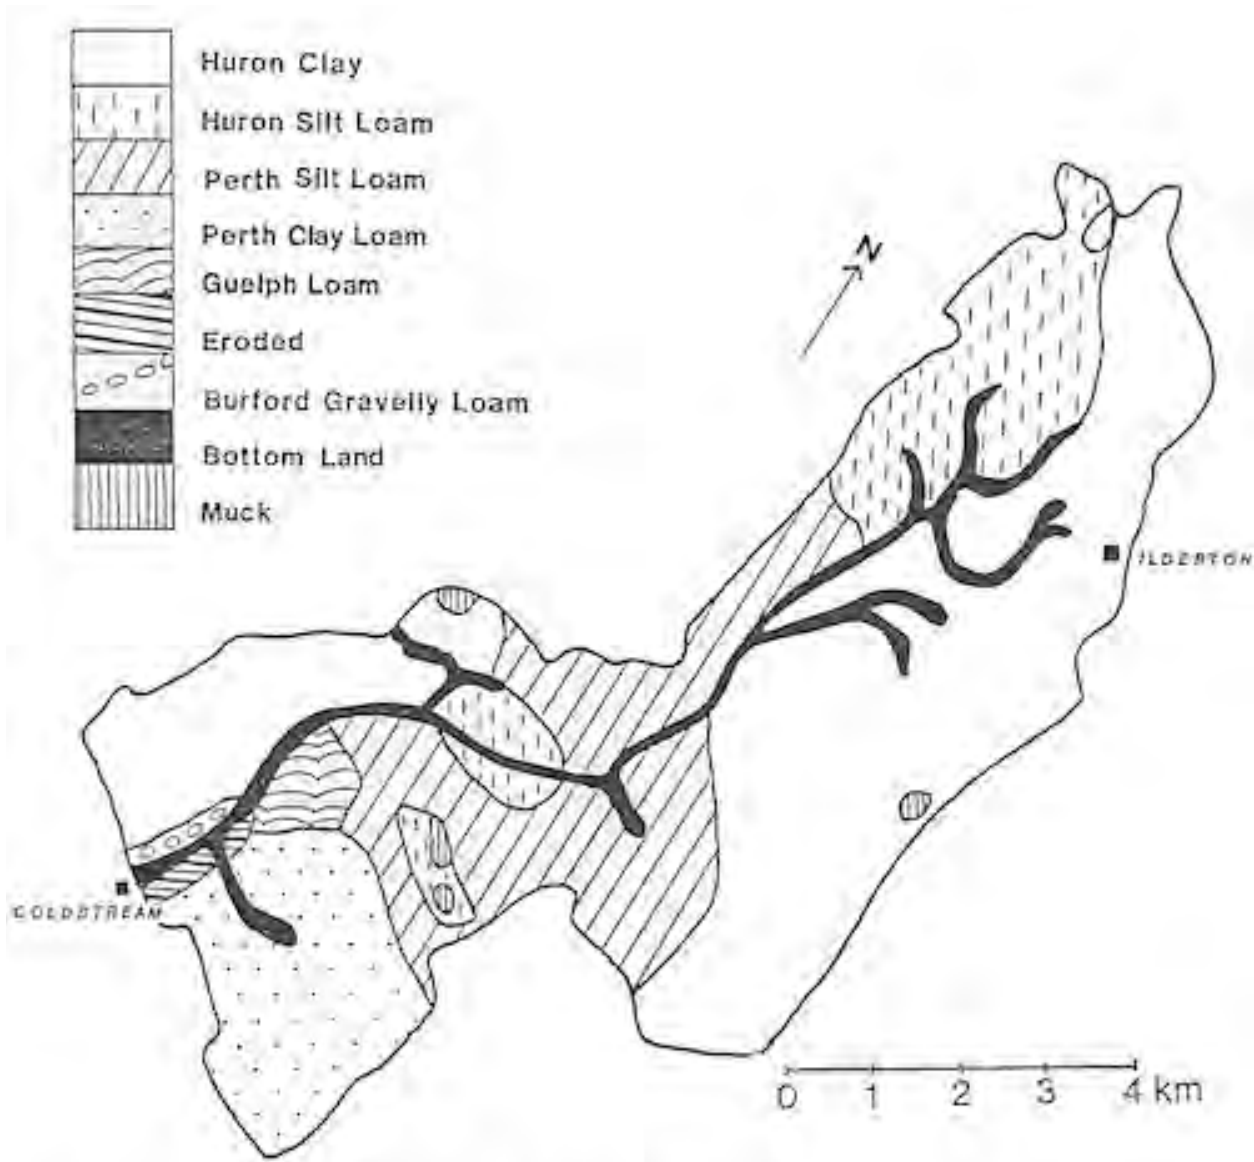 Huron Clay
Huron Silt Loam
Perth Silt Loam
Perth Clay Loam
Guelph Loam
Eroded
Burford Gravelly Loam
Bottom Land
Muck
N
ILDERTON
COLDSTREAM
0 1 2 3 4 km